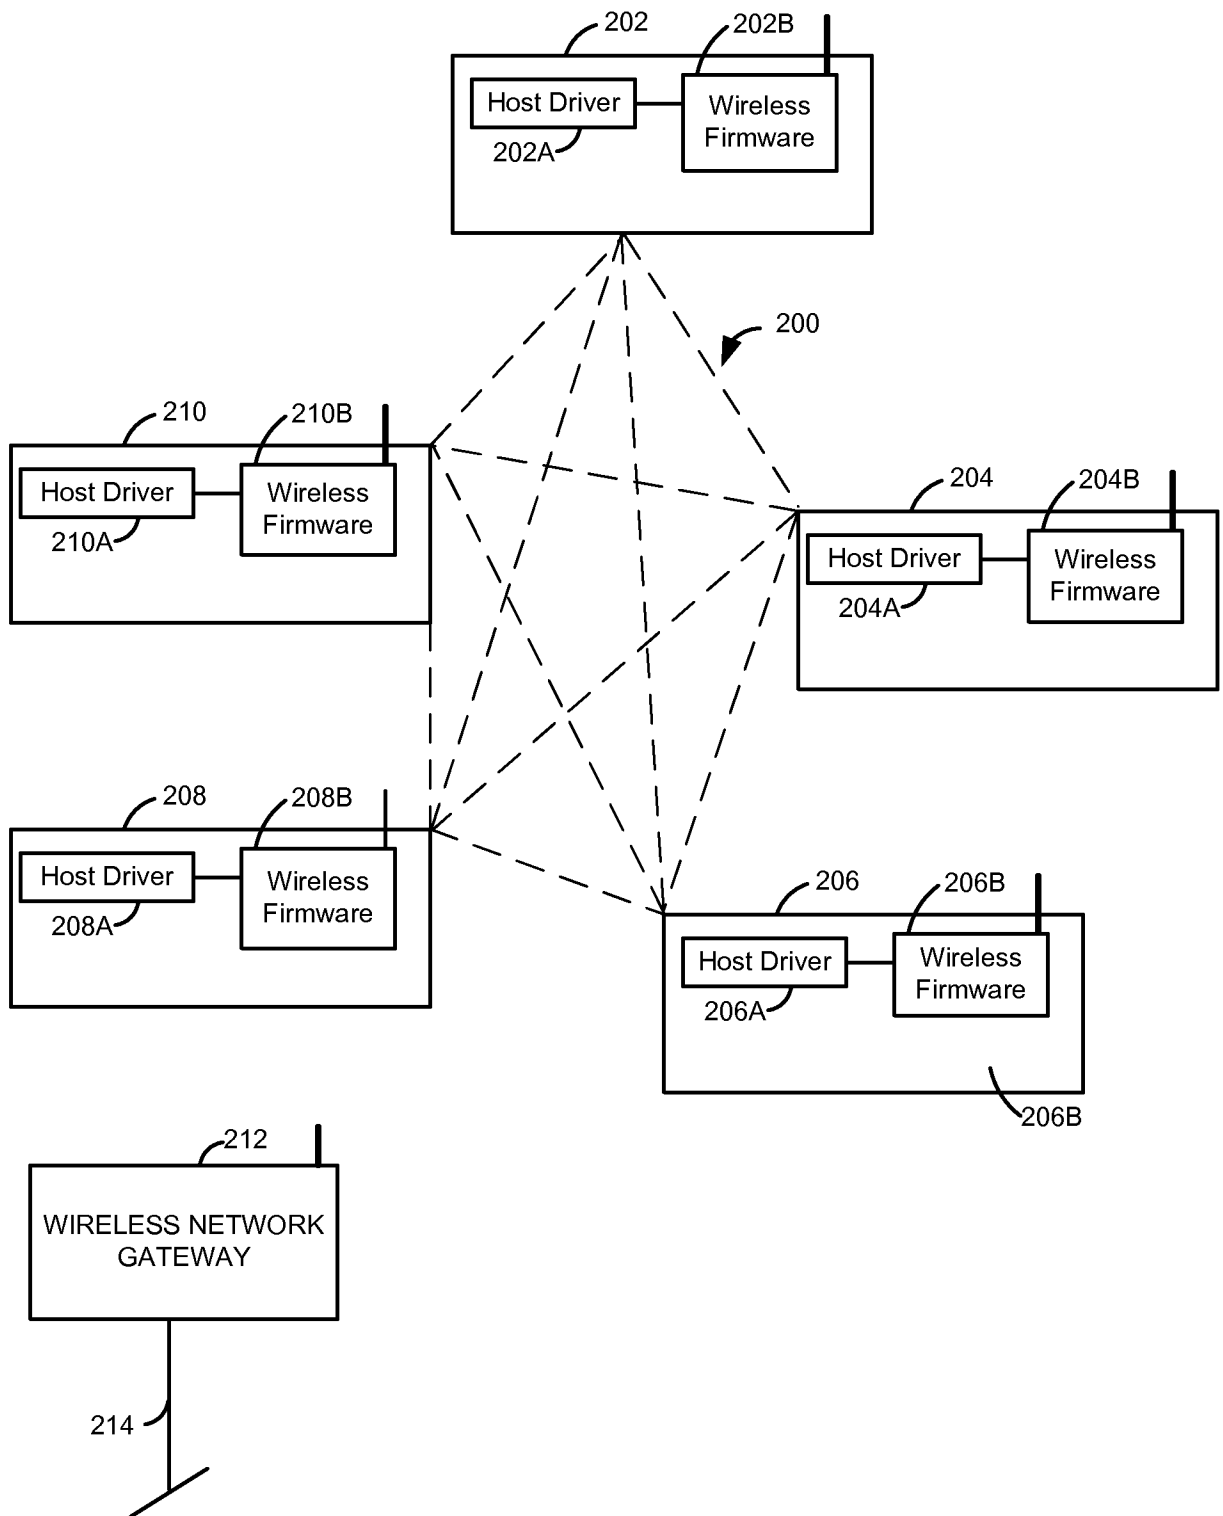 202
202B
Host Driver
Wireless
Firmware
202A
200
210
210B
Host Driver
Wireless
Firmware
210A
204
204B
Host Driver
Wireless
Firmware
204A
208
208B
Host Driver
Wireless
Firmware
208A
206
206B
Host Driver
Wireless
Firmware
206A
206B
212
WIRELESS NETWORK
GATEWAY
214